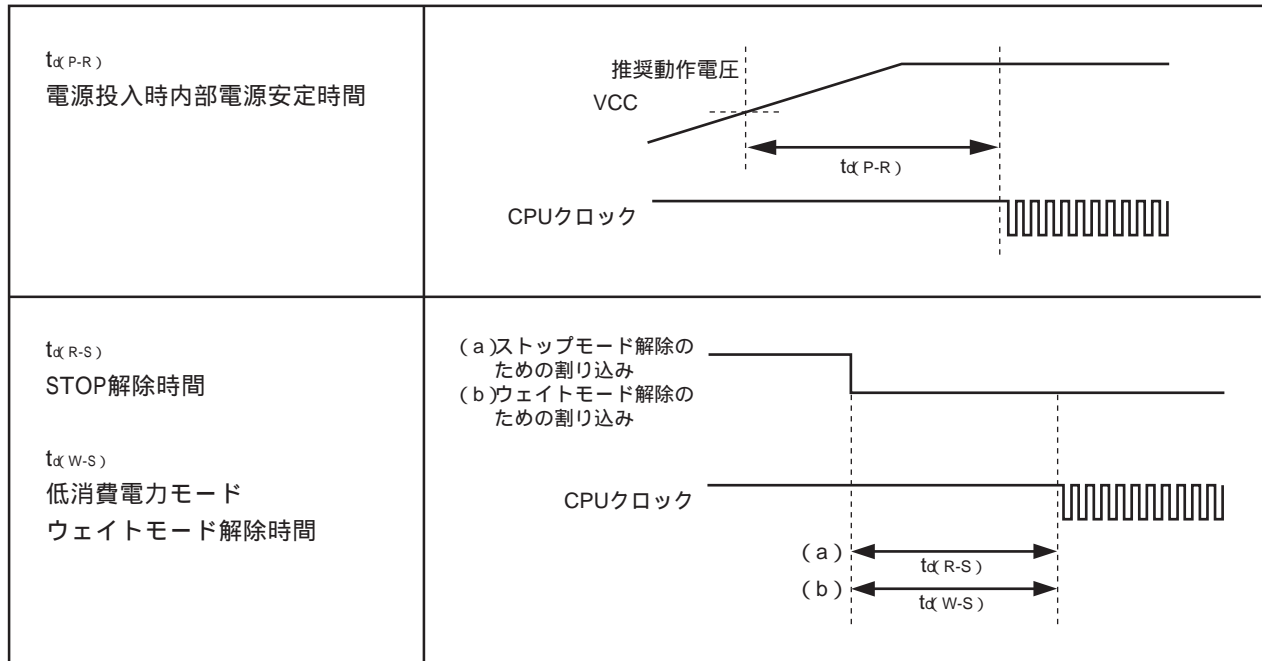 td( P-R )
電源投入時内部電源安定時間
推奨動作電圧
VCC
td( P-R )
CPUクロック
td( R-S )
STOP解除時間
td( W-S )
低消費電力モード
ウェイトモード解除時間
( a )ストップモード解除の
ための割り込み
( b )ウェイトモード解除の
ための割り込み
CPUクロック
( a )
td( R-S )
( b )
td( W-S )